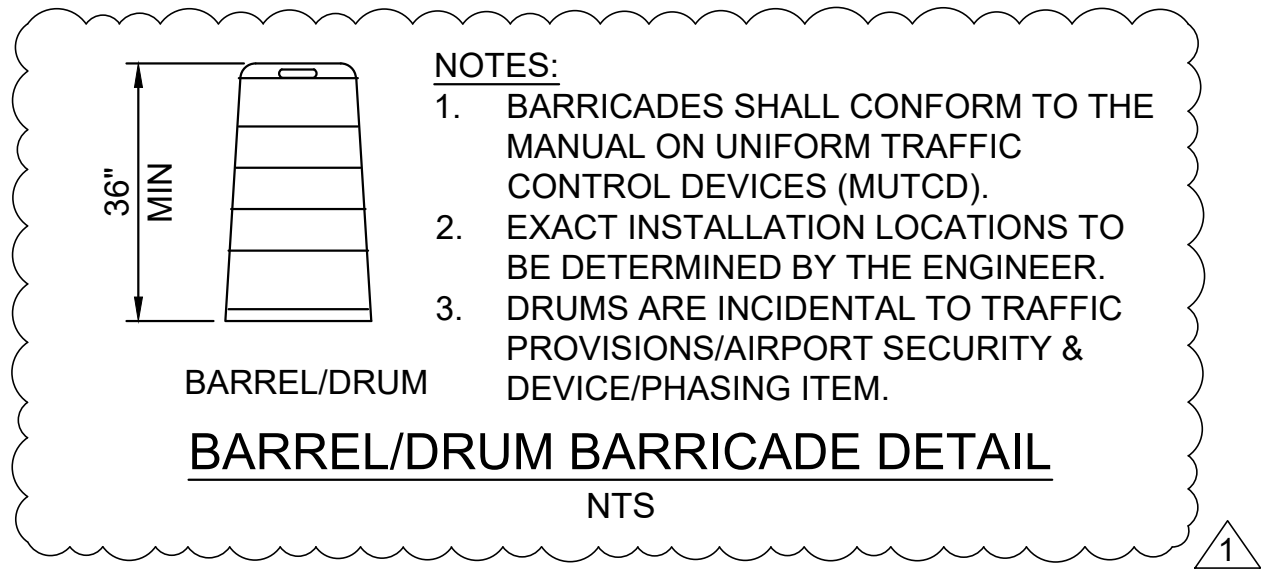 36"
MIN
BARREL/DRUM
NOTES:
1. BARRICADES SHALL CONFORM TO THE
MANUAL ON UNIFORM TRAFFIC
CONTROL DEVICES (MUTCD).
2. EXACT INSTALLATION LOCATIONS TO
BE DETERMINED BY THE ENGINEER.
3. DRUMS ARE INCIDENTAL TO TRAFFIC
PROVISIONS/AIRPORT SECURITY &
DEVICE/PHASING ITEM.
BARREL/DRUM BARRICADE DETAIL
NTS
1